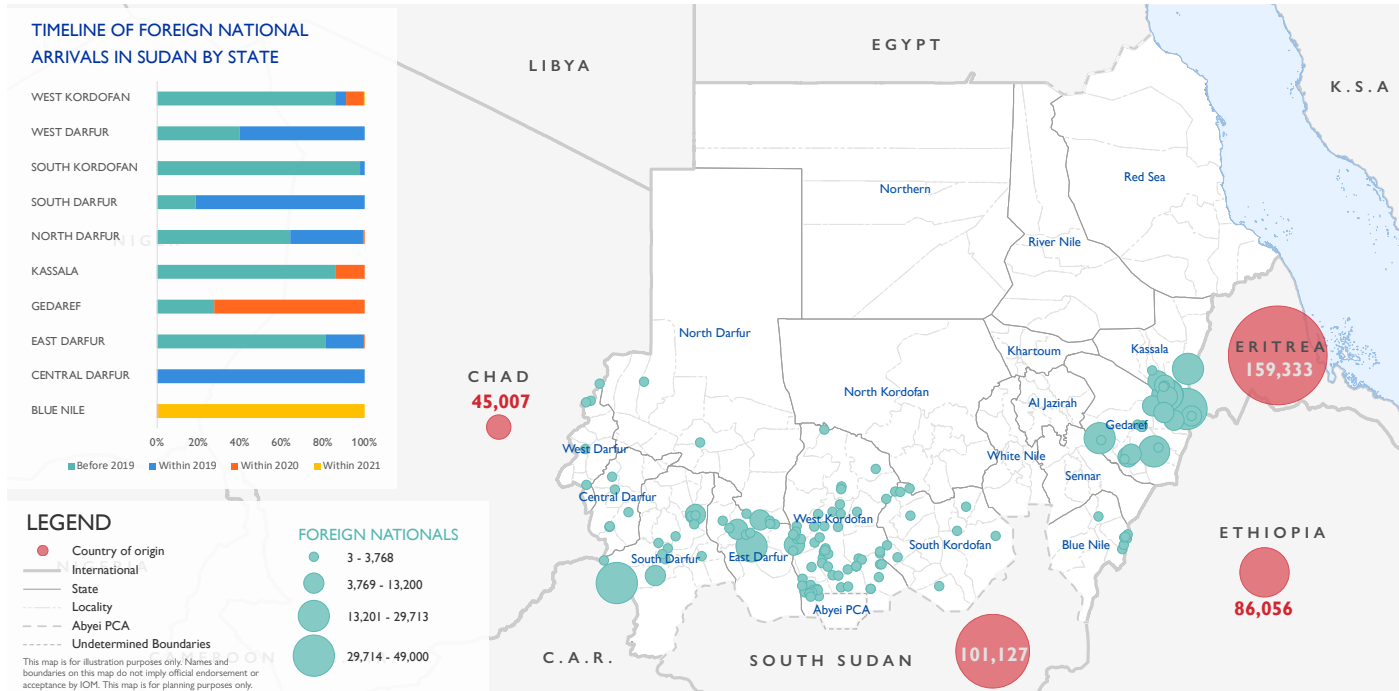 TIMELINE OF FOREIGN NATIONAL
ARRIVALS IN SUDAN BY STATE
WEST KORDOFAN
WEST DARFUR
SOUTH KORDOFAN
SOUTH DARFUR
NORTH DARFUR
KASSALA
GEDAREF
EAST DARFUR
CENTRAL DARFUR
BLUE NILE
0% 20% 40% 60% 80% 100%
Before 2019 Within 2019 Within 2020 Within 2021
LEGEND
Country of origin
International
State
Locality
Abyei PCA
Undetermined Boundaries
This map is for illustration purposes only. Names and
boundaries on this map do not imply official endorsement or
acceptance by IOM. This map is for planning purposes only.
FOREIGN NATIONALS
3 - 3,768
3,769 - 13,200
13,201 - 29,713
29,714 - 49,000
NIGERIA
CAMEROON
LIBYA
EGYPT
K.S.A
Northern
Red Sea
River Nile
North Darfur
Khartoum
Kassala
ERITREA
159,333
CHAD
45,007
North Kordofan
Al Jazirah
Gedaref
West Darfur
White Nile
Sennar
Central Darfur
West Kordofan
South Kordofan
Blue Nile
ETHIOPIA
86,056
South Darfur
East Darfur
Abyei PCA
C.A.R.
SOUTH SUDAN
101,127